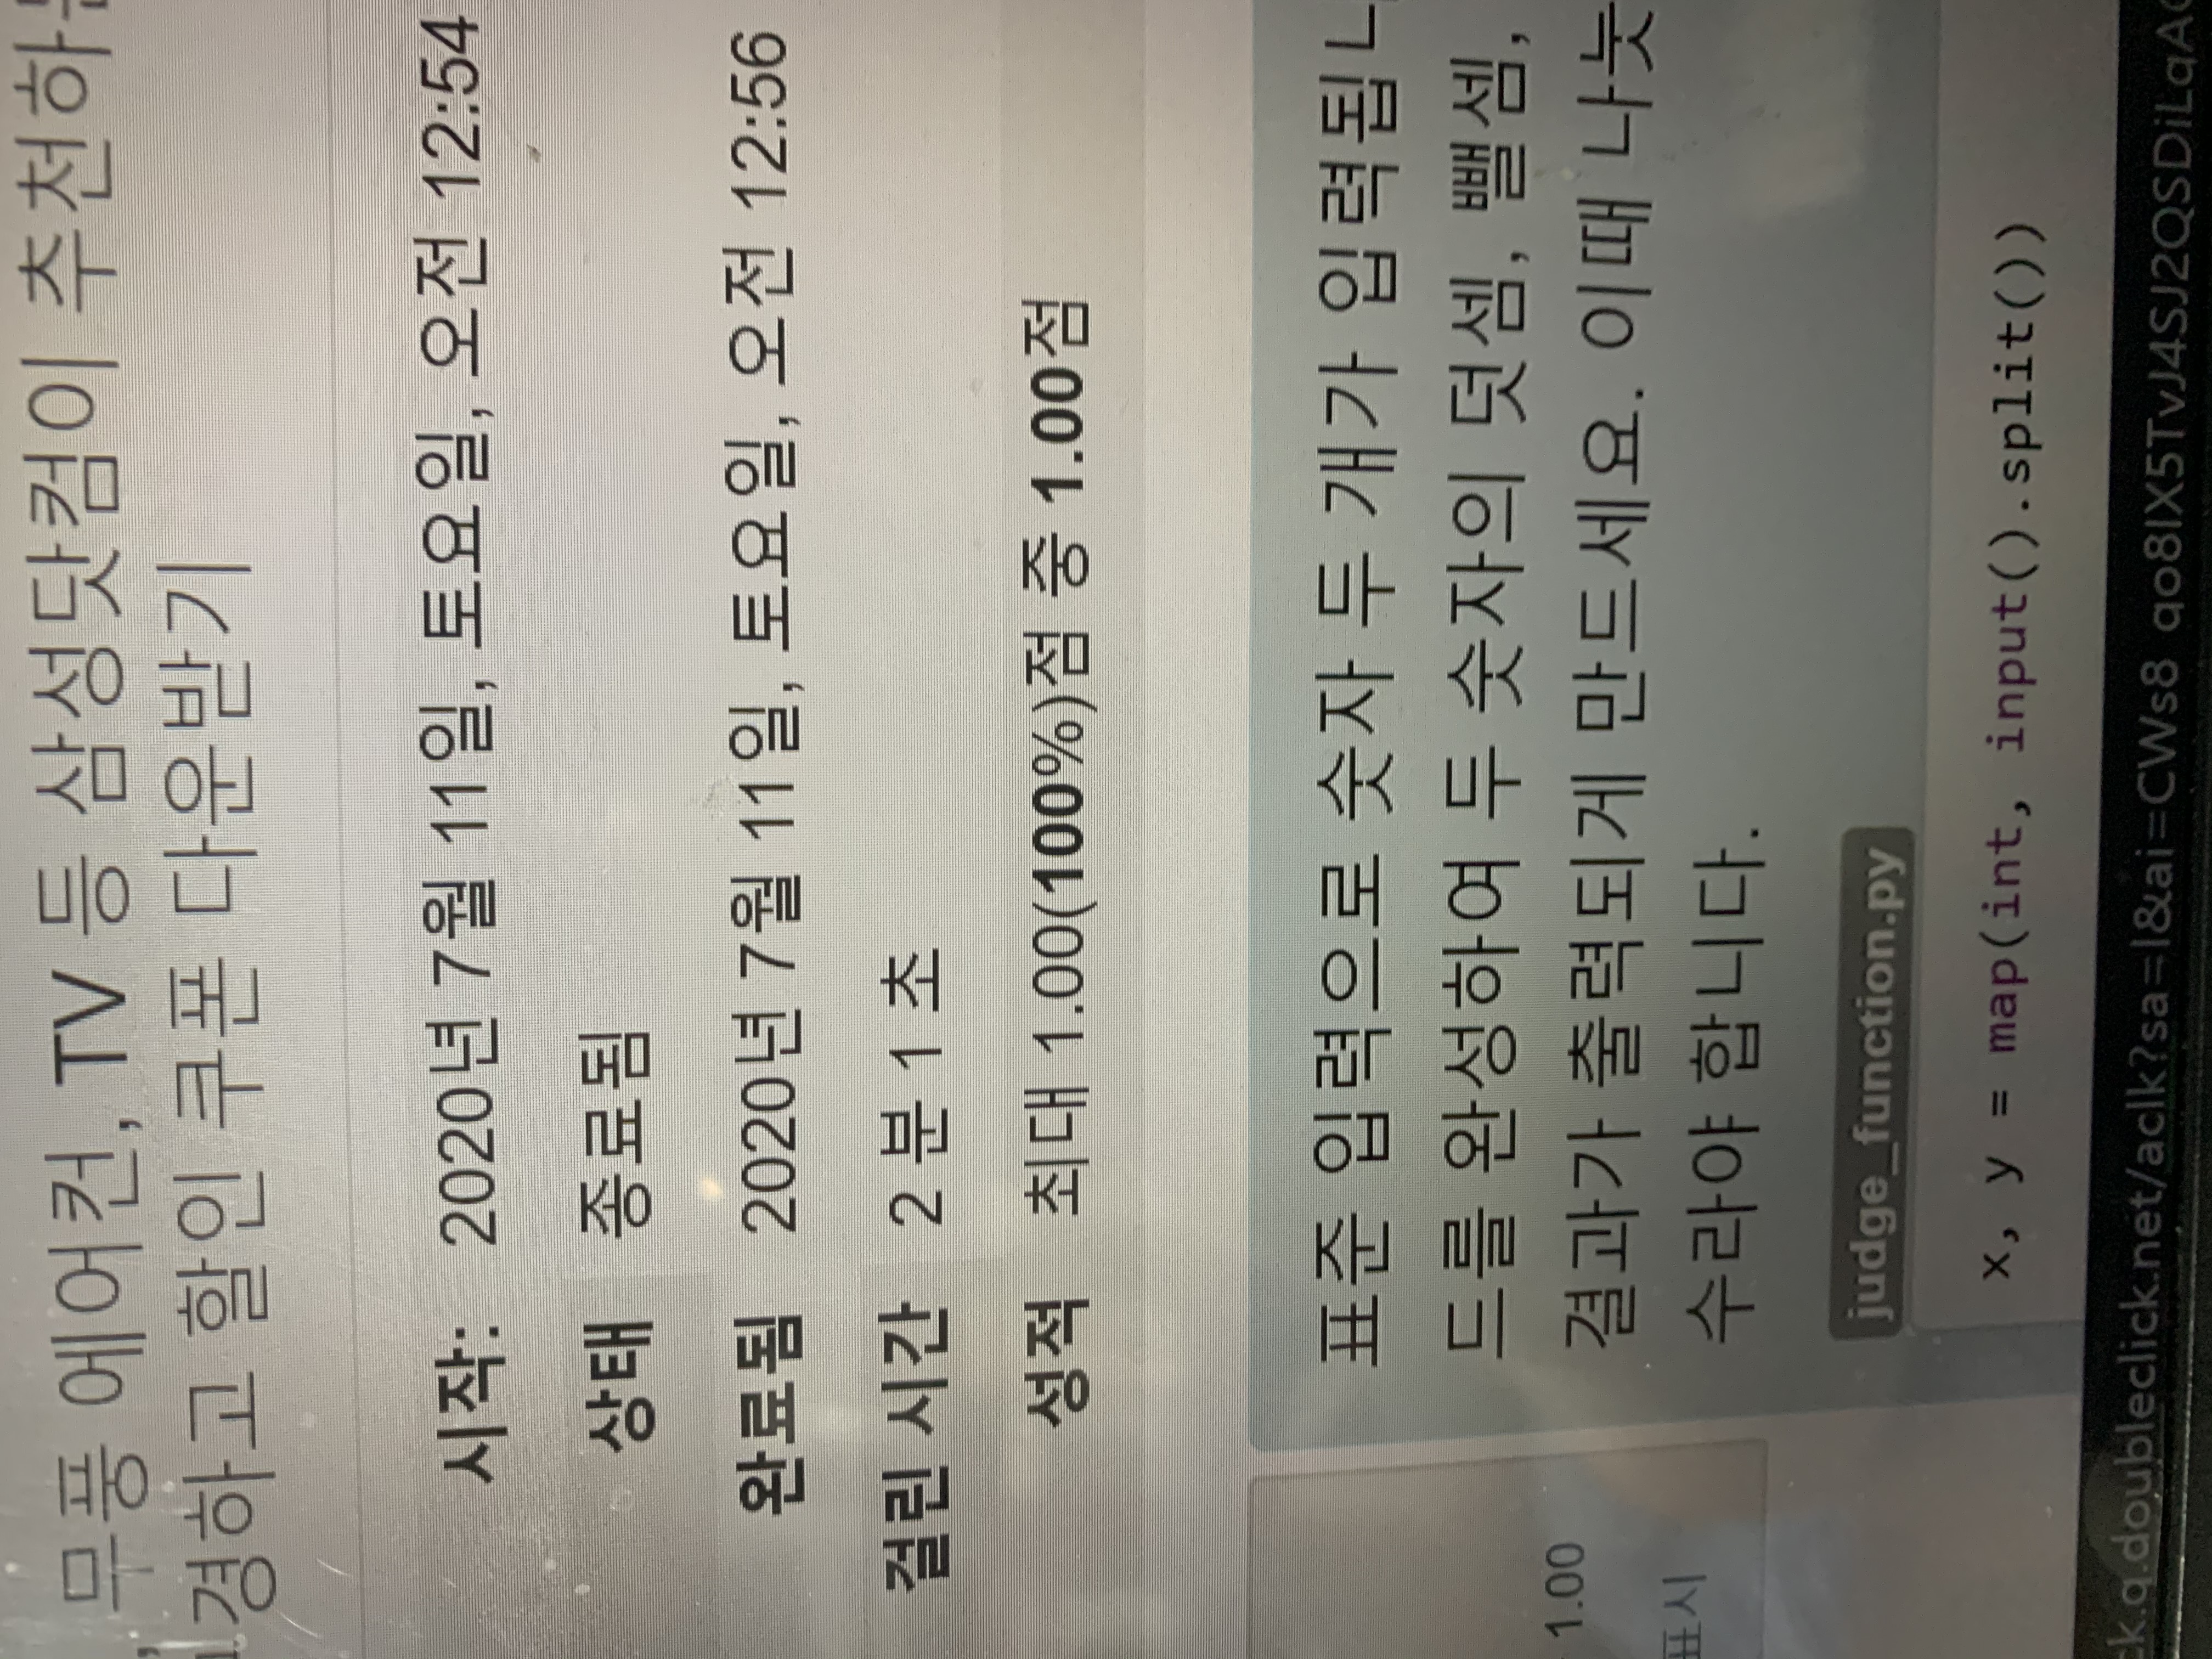 , 무풍 에어컨, TV 등 삼성닷컴이 추천하
경하고 할인 쿠폰 다운받기
시작: 2020년 7월 11일, 토요일, 오전 12:54
상태 종료됨
완료됨 2020년 7월 11일, 토요일, 오전 12:56
걸린 시간 2 분 1 초
성적 최대 1.00(100%)점 중 1.00점
표준 입력으로 숫자 두 개가 입력됩니
드를 완성하여 두 숫자의 덧셈, 뺄셈,
1.00
결과가 출력되게 만드세요. 이때 나눗
표시
수라야 합니다.
judge_function.py
x, y = map(int, input().split())
ck.g.doubleclick.net/aclk?sa=l&ai=CWs8_qo8IX5TvJ4SJ2QSDiLqA